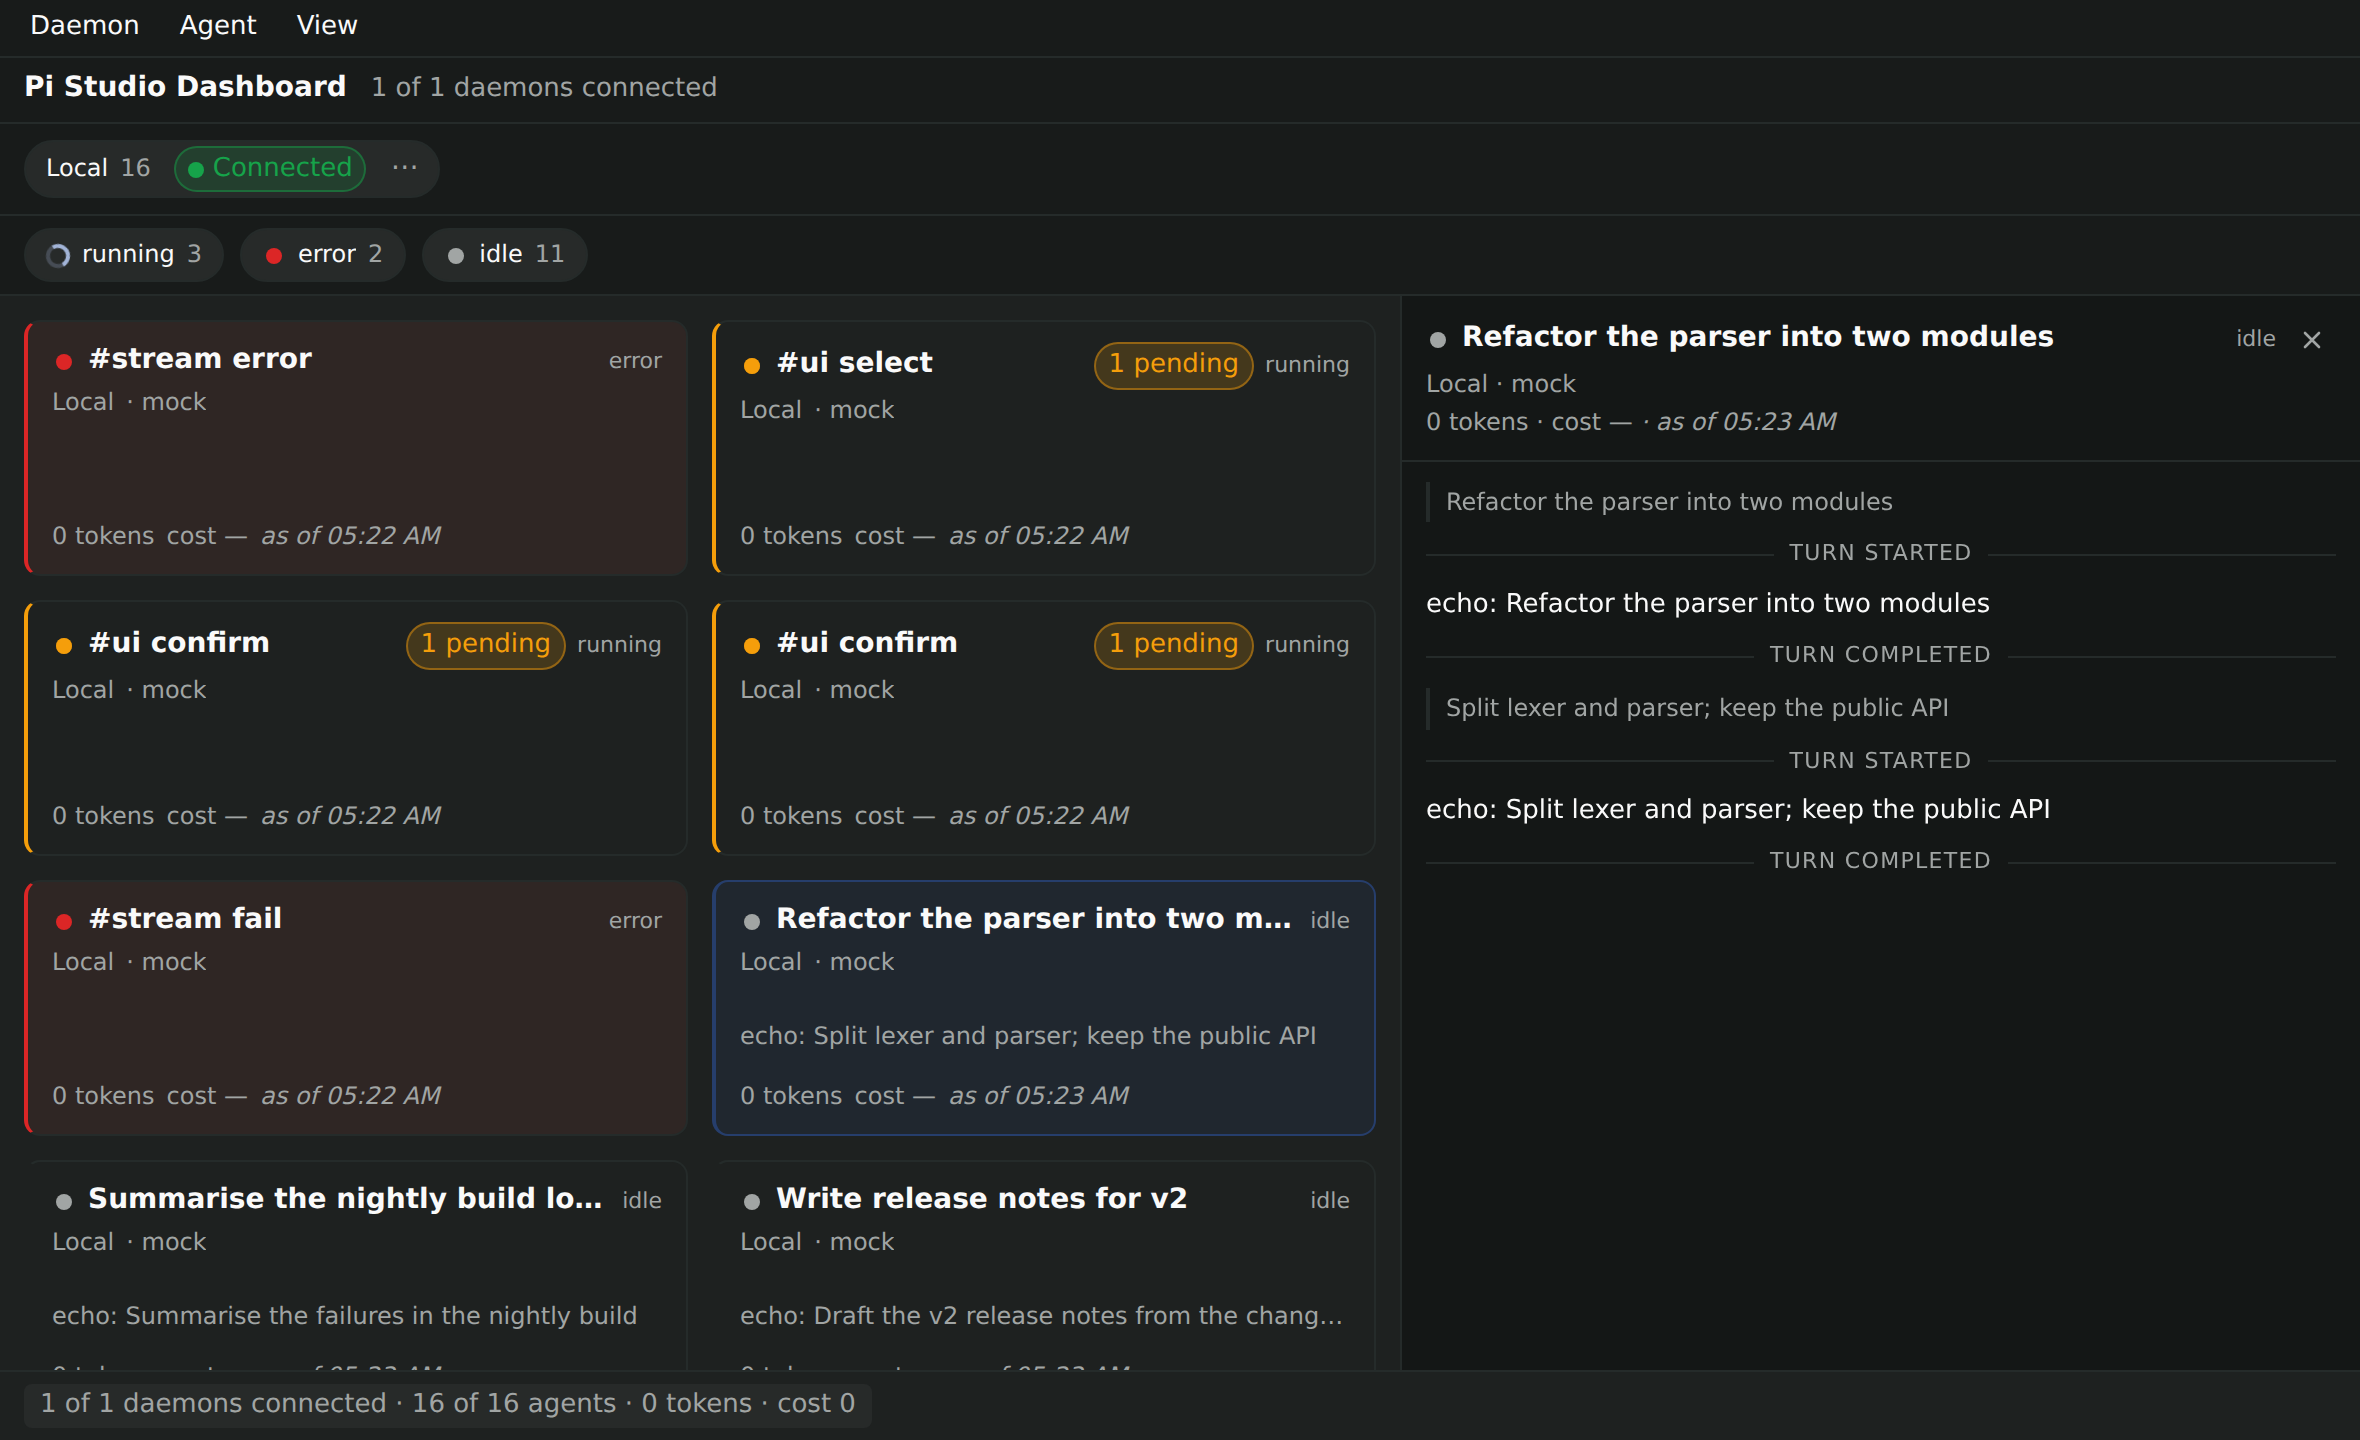 Daemon Agent View
Pi Studio Dashboard 1 of 1 daemons connected
Local 16 Connected ···
running 3 error 2 idle 11
#stream error error
Local · mock
0 tokens cost — as of 05:22 AM
#ui select 1 pending running
Local · mock
0 tokens cost — as of 05:22 AM
#ui confirm 1 pending running
Local · mock
0 tokens cost — as of 05:22 AM
#ui confirm 1 pending running
Local · mock
0 tokens cost — as of 05:22 AM
#stream fail error
Local · mock
0 tokens cost — as of 05:22 AM
Refactor the parser into two m... idle
Local · mock
echo: Split lexer and parser; keep the public API
0 tokens cost — as of 05:23 AM
Summarise the nightly build lo... idle
Local · mock
echo: Summarise the failures in the nightly build
Write release notes for v2 idle
Local · mock
echo: Draft the v2 release notes from the chang...
Refactor the parser into two modules idle ×
Local · mock
0 tokens · cost — · as of 05:23 AM
Refactor the parser into two modules
TURN STARTED
echo: Refactor the parser into two modules
TURN COMPLETED
Split lexer and parser; keep the public API
TURN STARTED
echo: Split lexer and parser; keep the public API
TURN COMPLETED
1 of 1 daemons connected · 16 of 16 agents · 0 tokens · cost 0